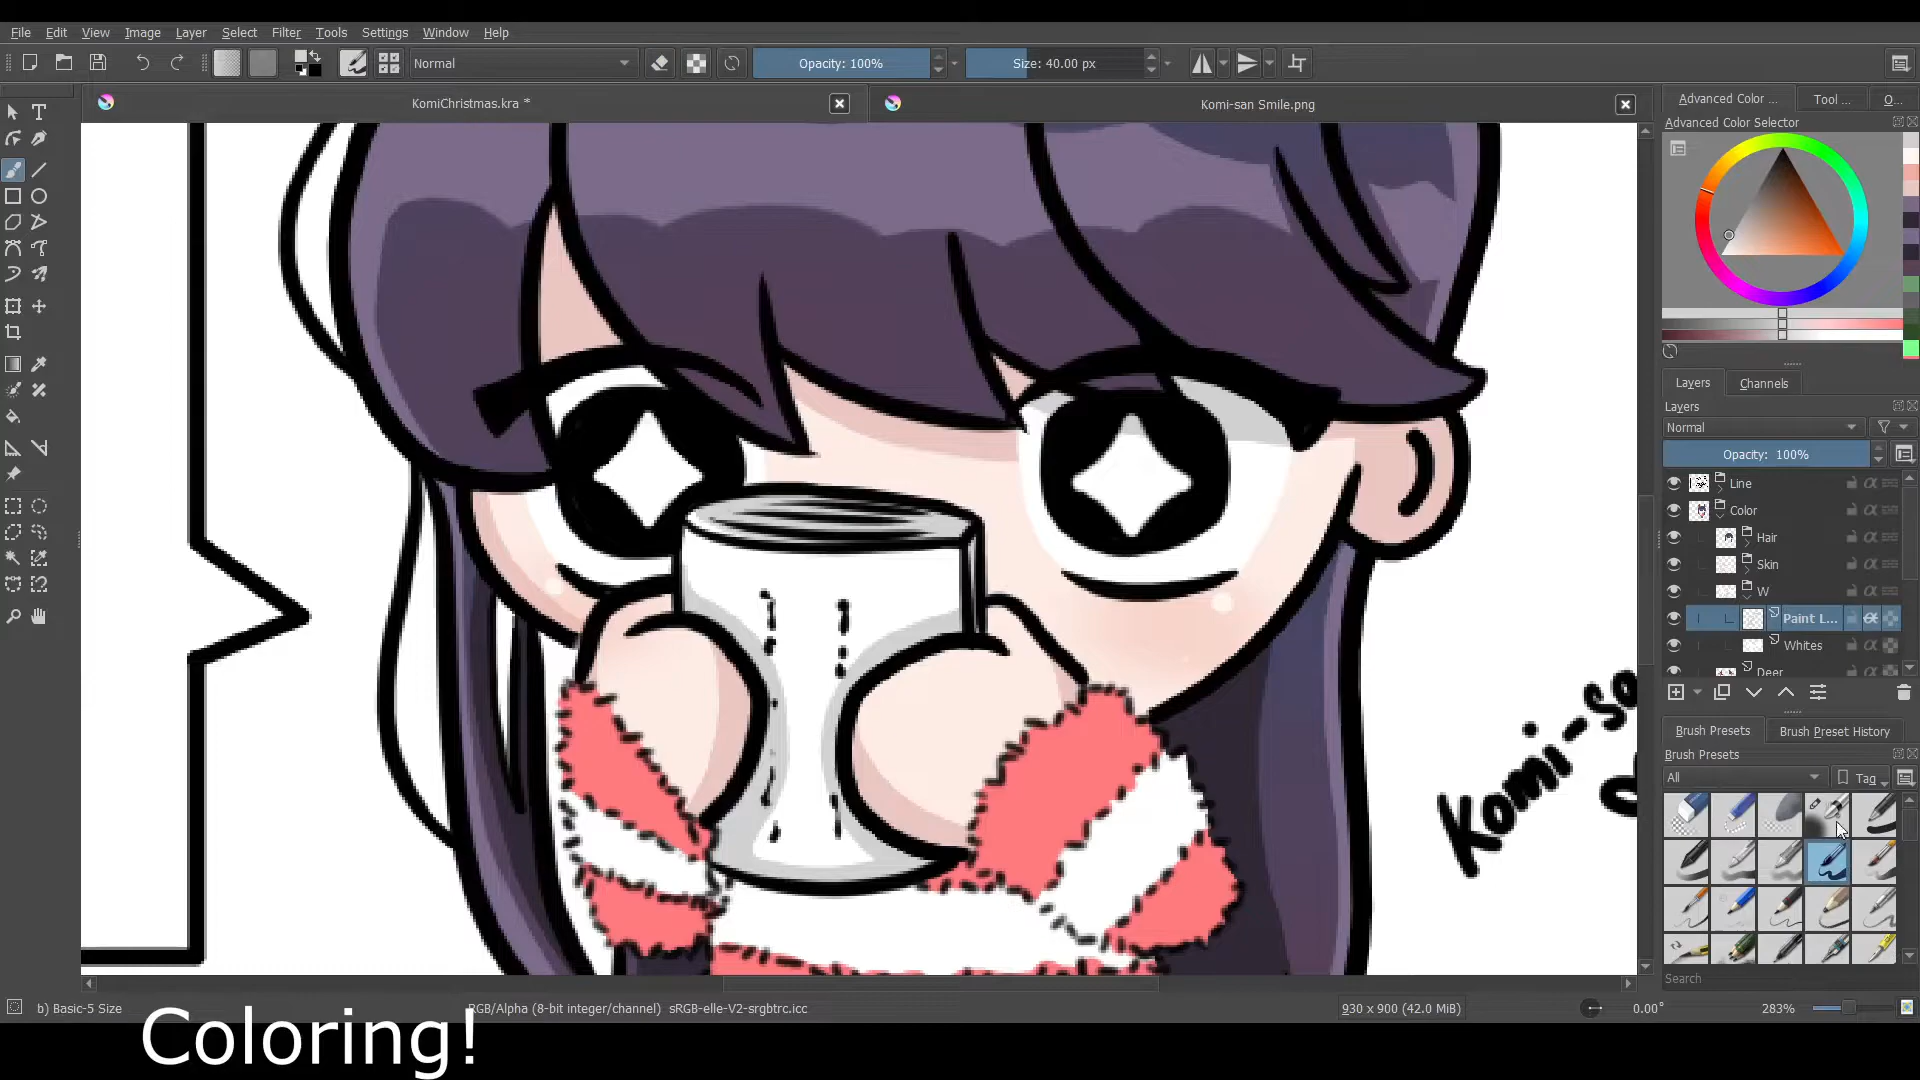 File Edit View Image Layer Select Filter Tools Settings Window Help
Normal Opacity: 100% Size: 40.00 px
KomiChristmas.kra * Komi-san Smile.png
Advanced Color ... Tool ... O...
Advanced Color Selector
Layers Channels
Layers
Normal
Opacity: 100%
Line
Color
Hair
Skin
W
Paint L...
Whites
Deer
Brush Presets Brush Preset History
Brush Presets
All Tag
Search
Komi-sa
b) Basic-5 Size RGB/Alpha (8-bit integer/channel) sRGB-elle-V2-srgbtrc.icc 930 x 900 (42.0 MiB) 0.00° 283%
Coloring!